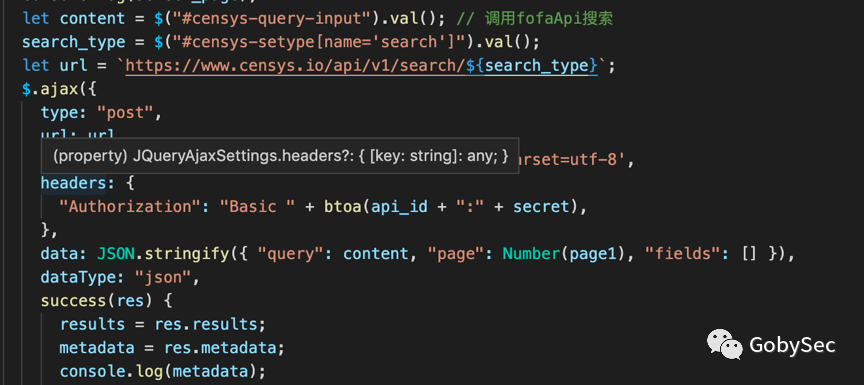 let content = $("#censys-query-input").val(); // 调用fofaApi搜索
search_type = $("#censys-setype[name='search']").val();
let url = `https://www.censys.io/api/v1/search/${search_type}`;
$.ajax({
type: "post",
url: url
(property) JQueryAjaxSettings.headers?: { [key: string]: any; }
rset=utf-8',
headers: {
"Authorization": "Basic " + btoa(api_id + ":" + secret),
},
data: JSON.stringify({ "query": content, "page": Number(page1), "fields": [] }),
dataType: "json",
success(res) {
results = res.results;
metadata = res.metadata;
console.log(metadata);
GobySec